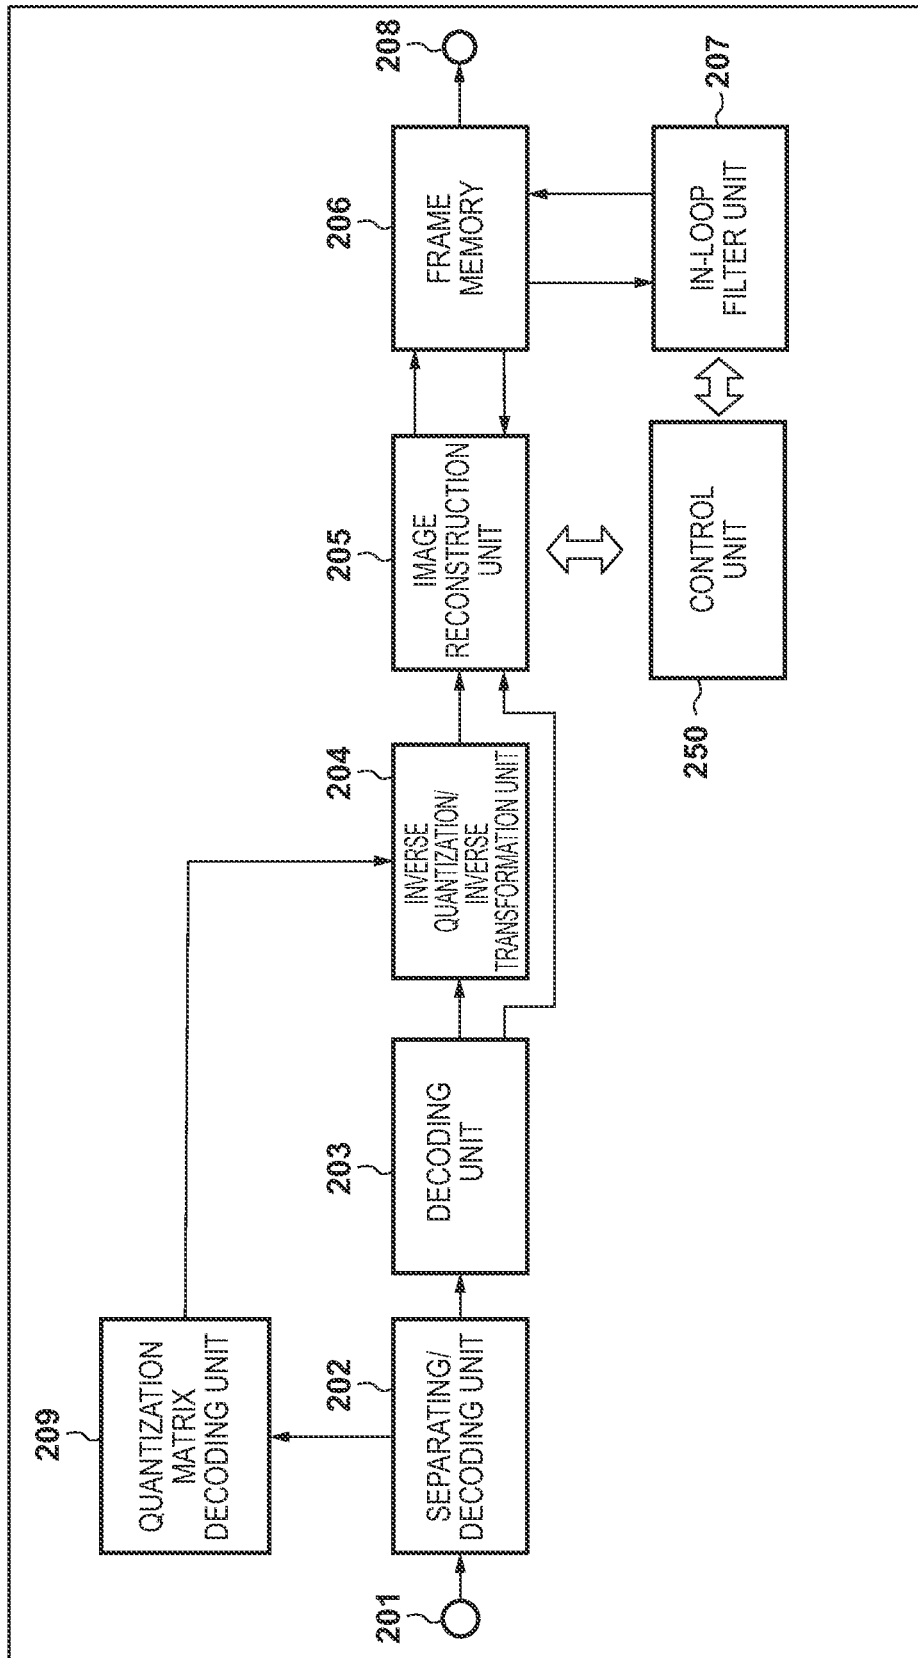 209
QUANTIZATION
MATRIX
DECODING UNIT
201
202
SEPARATING/
DECODING UNIT
203
DECODING
UNIT
204
INVERSE
QUANTIZATION/
INVERSE
TRANSFORMATION UNIT
205
IMAGE
RECONSTRUCTION
UNIT
206
FRAME
MEMORY
208
250
CONTROL
UNIT
207
IN-LOOP
FILTER UNIT